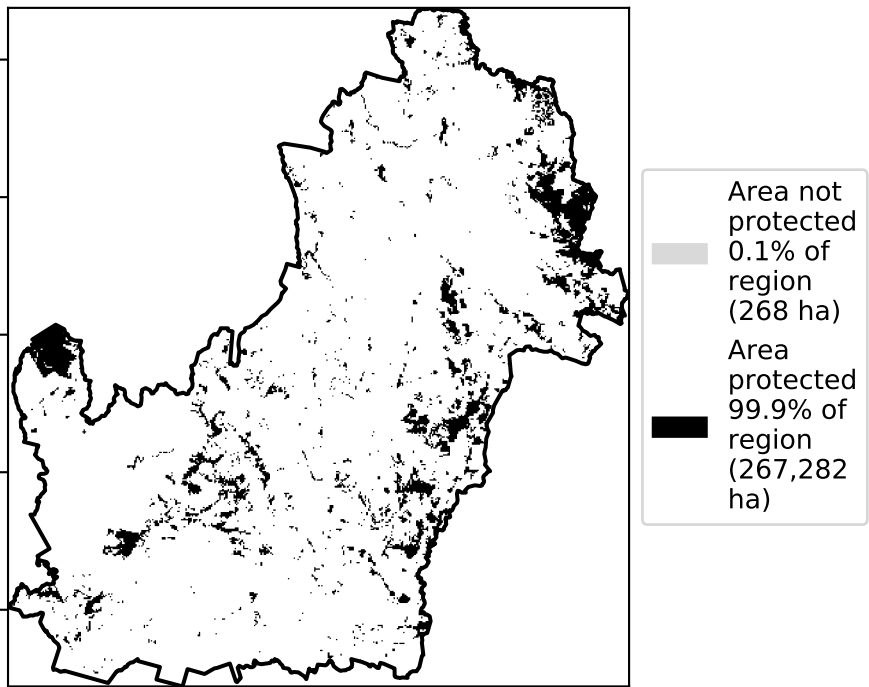 Area not
protected
0.1% of
region
(268 ha)
Area
protected
99.9% of
region
(267,282
ha)